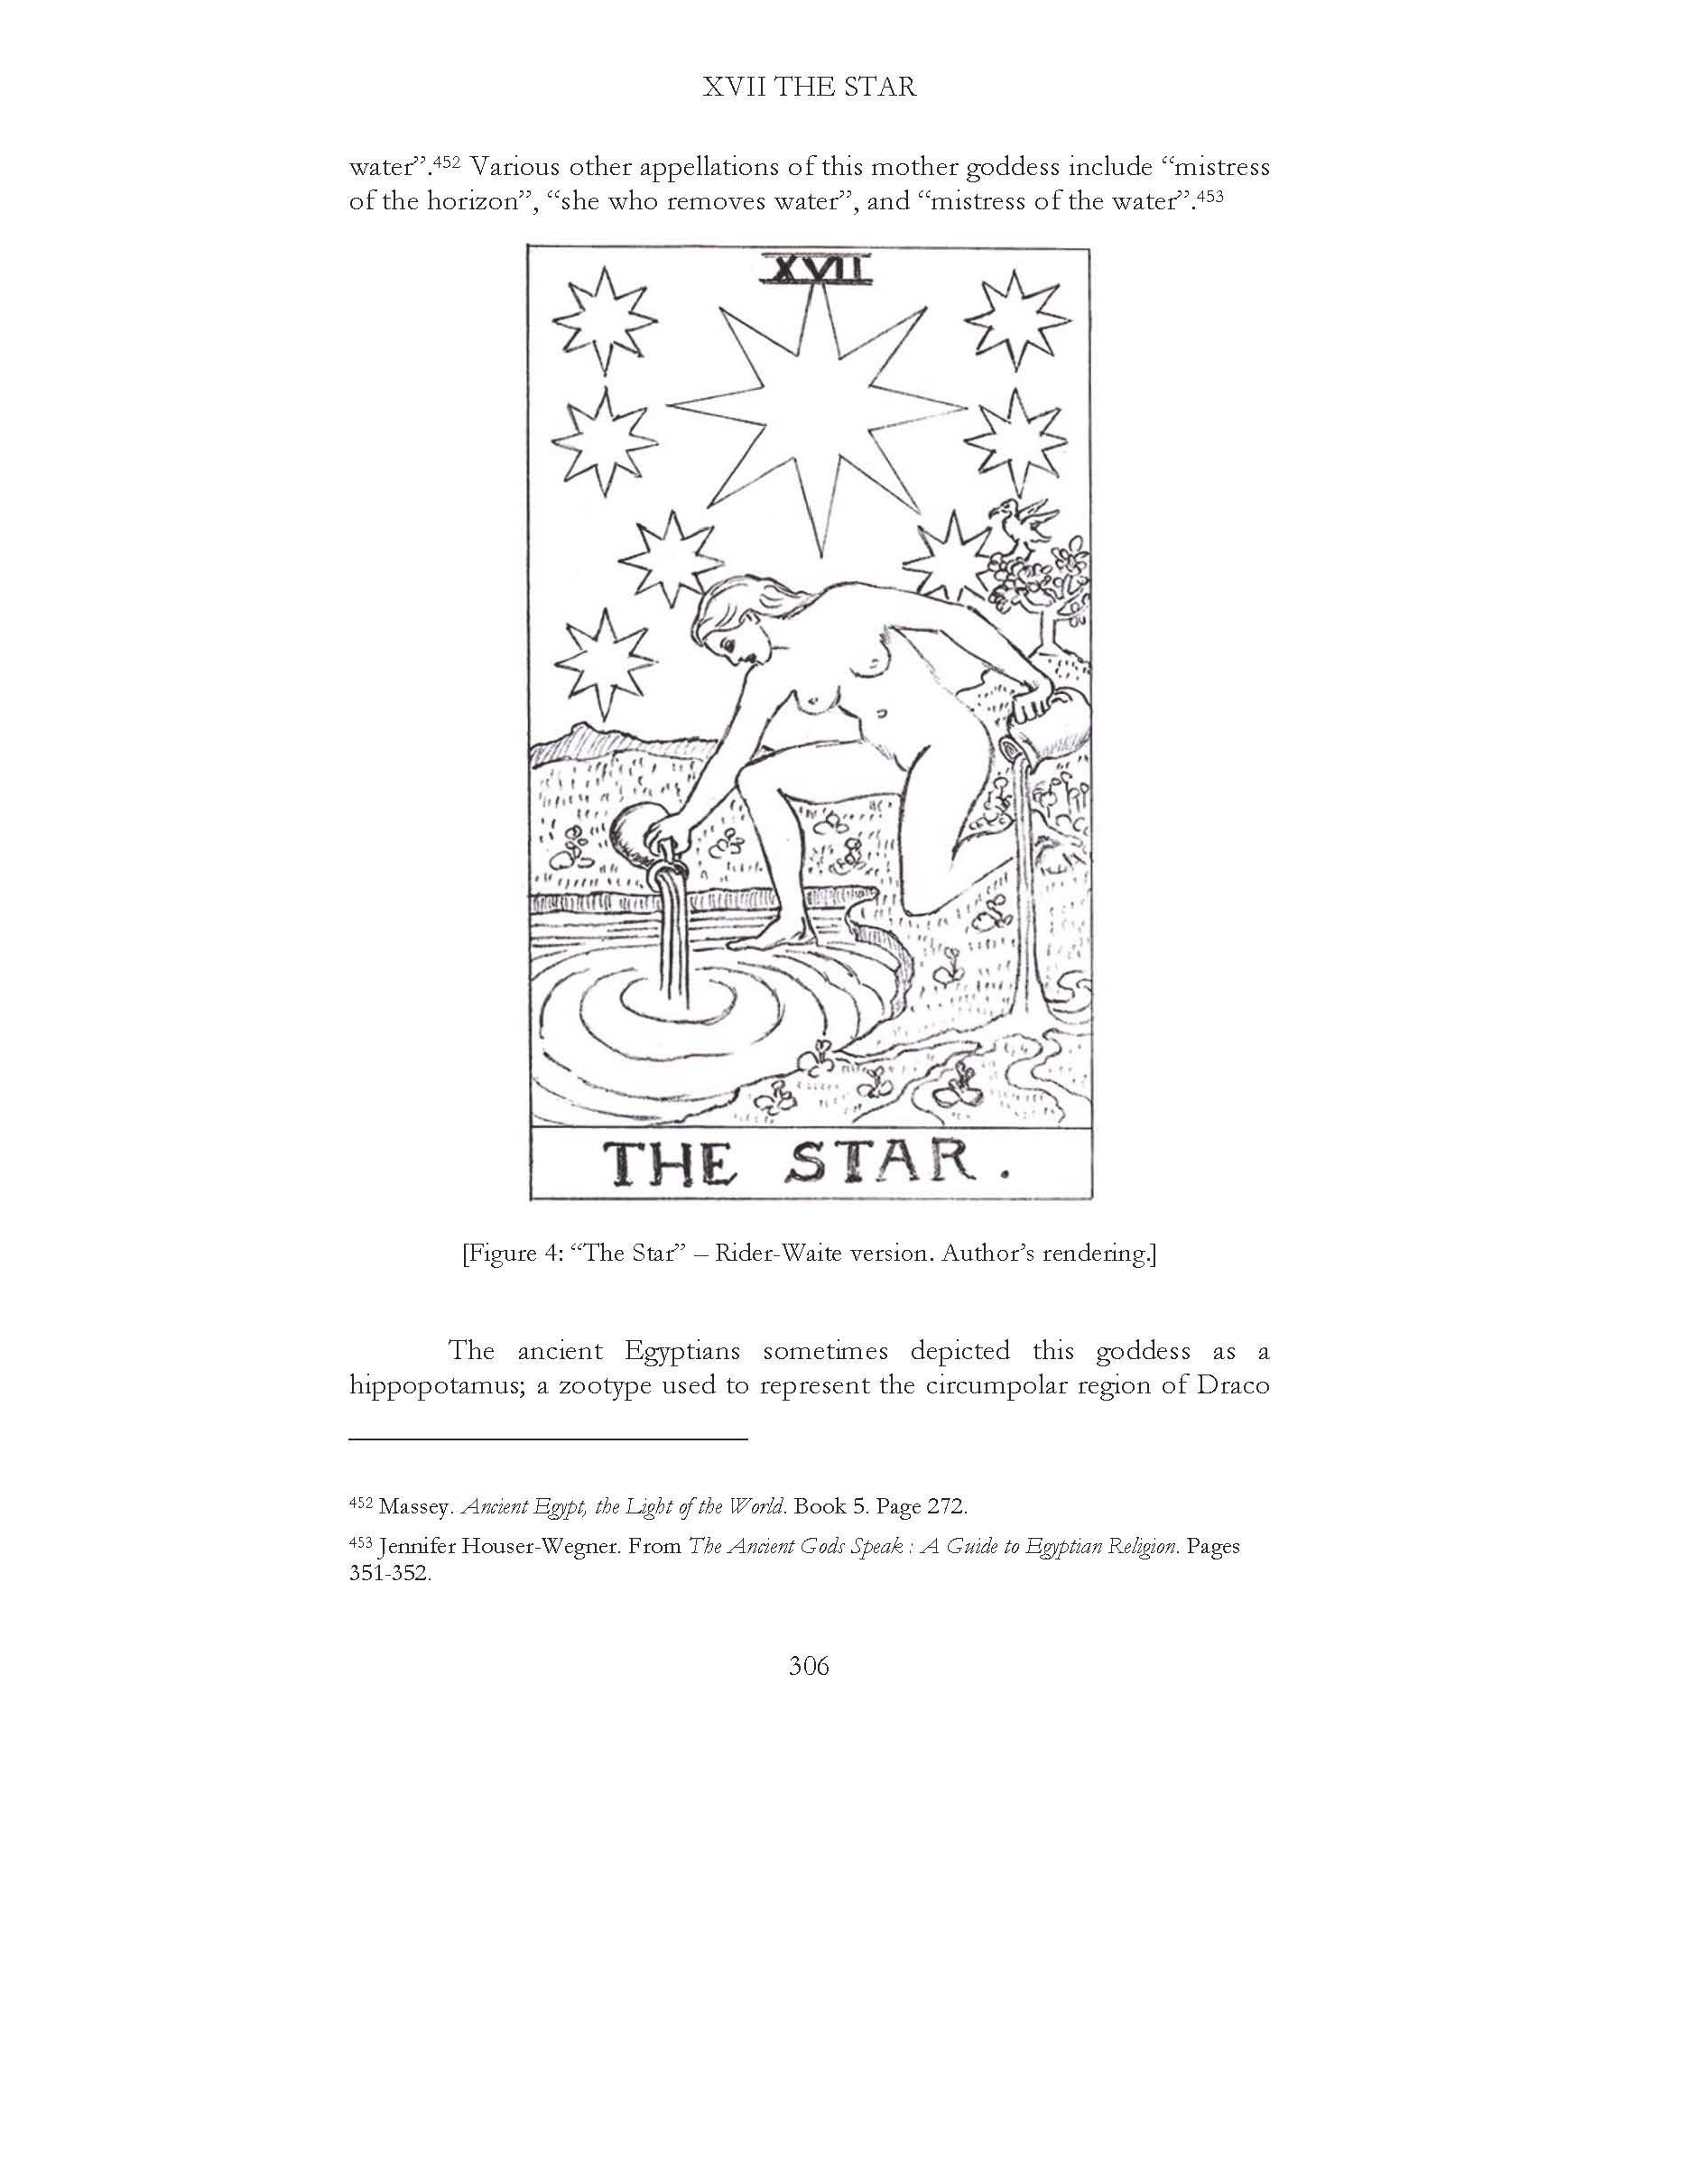 XVII THE STAR
water”.452 Various other appellations of this mother goddess include “mistress
of the horizon”, “she who removes water”, and “mistress of the water”.453
XVII
THE STAR.
[Figure 4: “The Star” – Rider-Waite version. Author’s rendering.]
The ancient Egyptians sometimes depicted this goddess as a
hippopotamus; a zootype used to represent the circumpolar region of Draco
452 Massey. Ancient Egypt, the Light of the World. Book 5. Page 272.
453 Jennifer Houser-Wegner. From The Ancient Gods Speak : A Guide to Egyptian Religion. Pages
351-352.
306